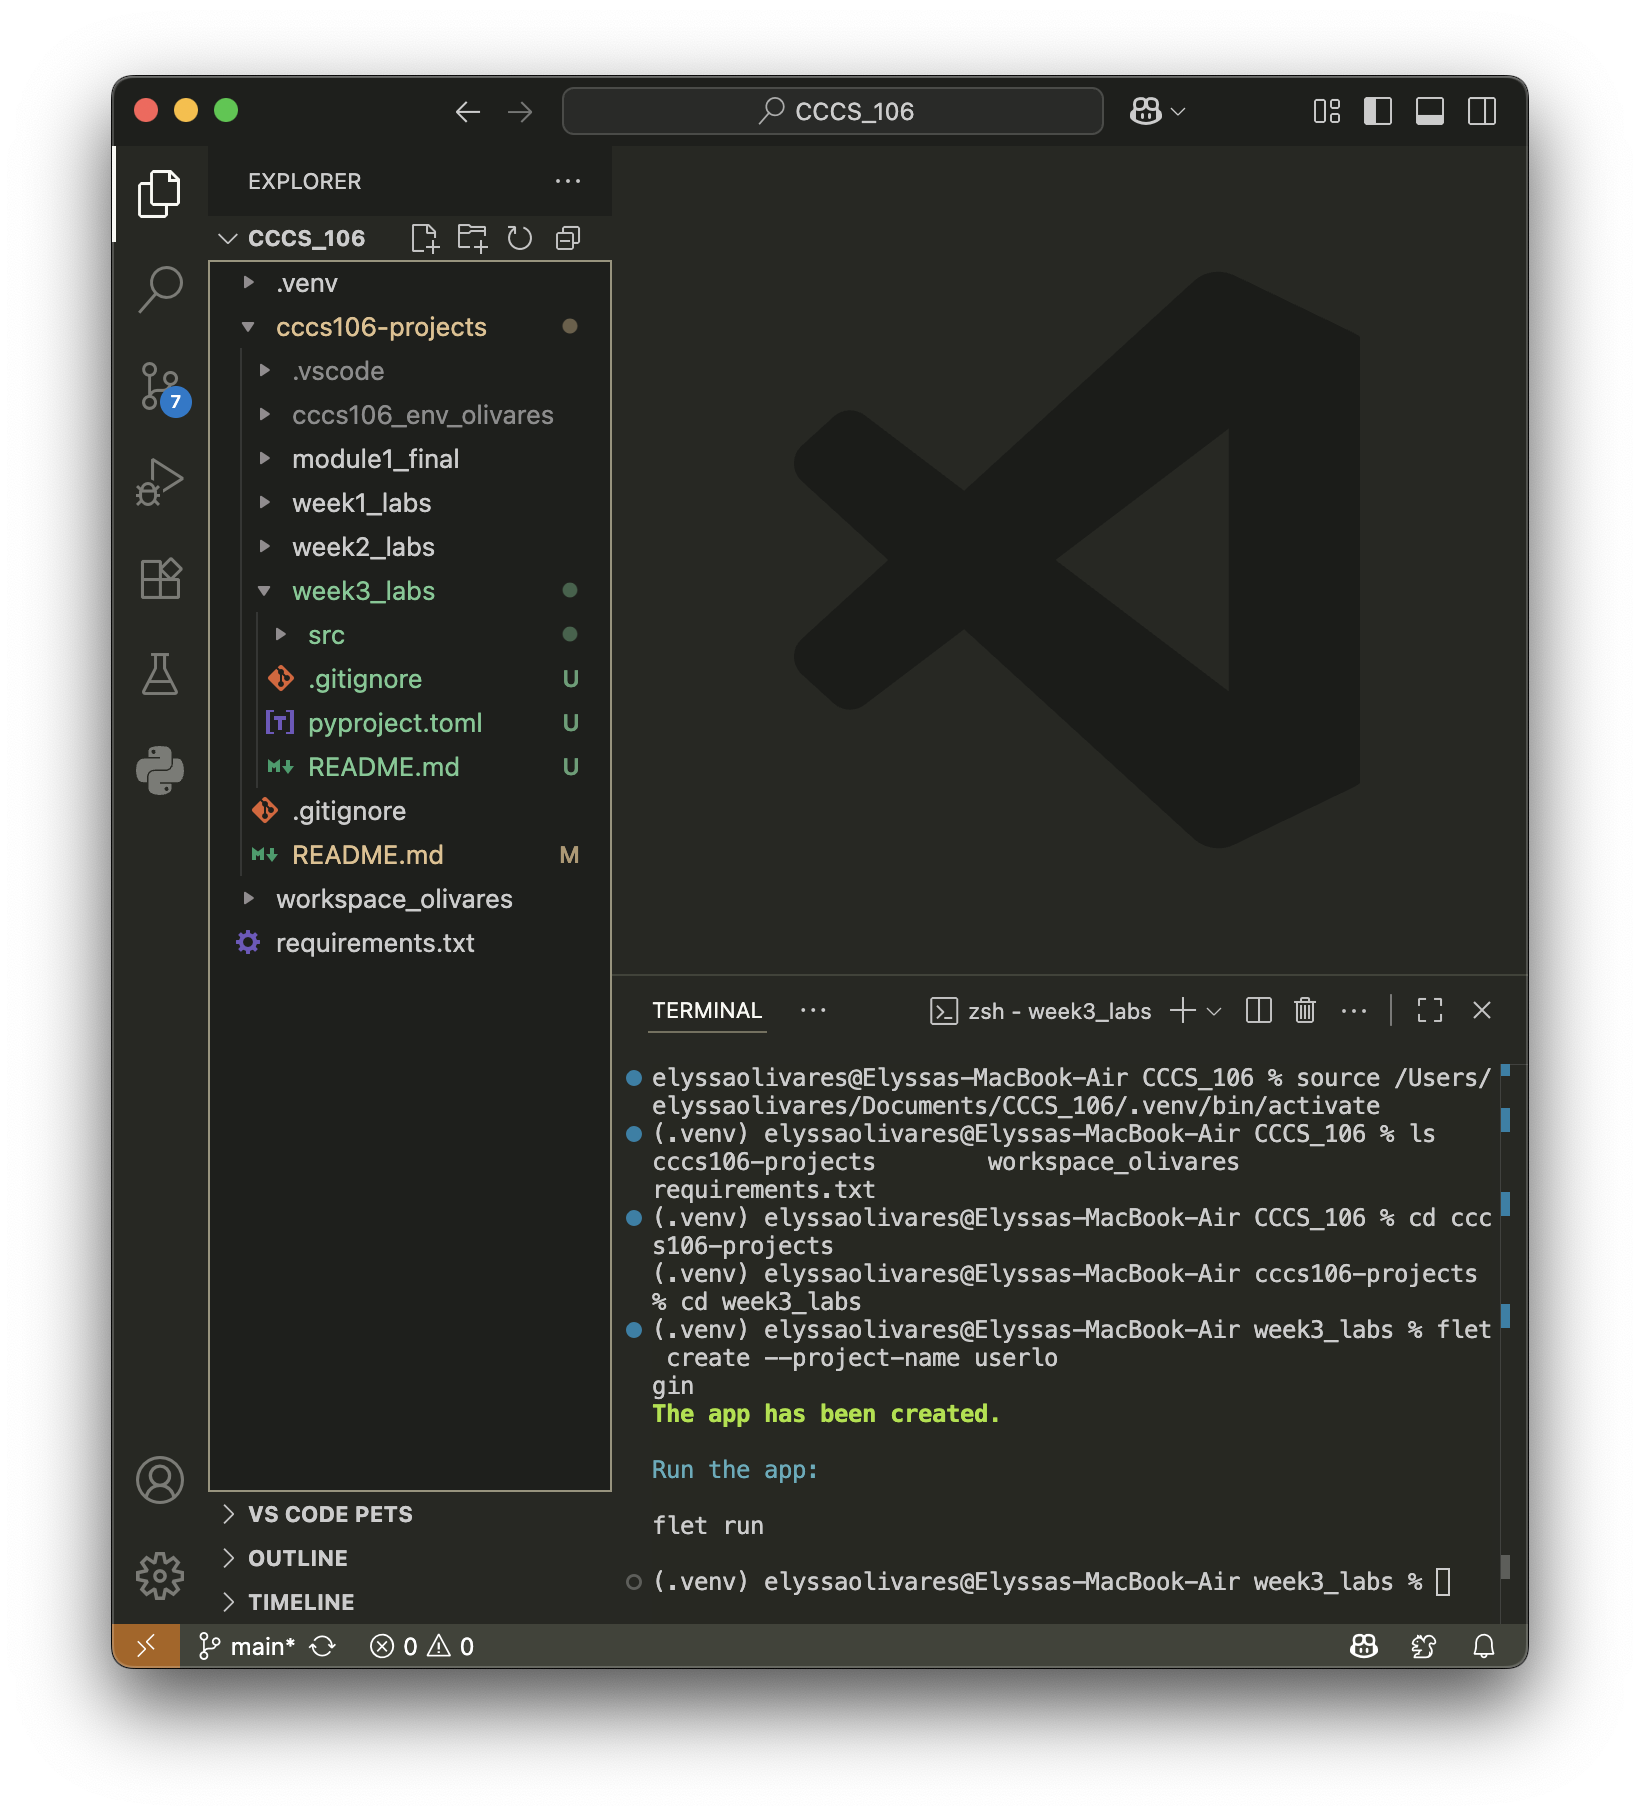 CCCS_106
EXPLORER
CCCS_106
.venv
cccs106-projects
.vscode
cccs106_env_olivares
module1_final
week1_labs
week2_labs
week3_labs
src
.gitignore U
[T] pyproject.toml U
M README.md U
.gitignore
M README.md M
workspace_olivares
requirements.txt
7
VS CODE PETS
OUTLINE
TIMELINE
TERMINAL
zsh - week3_labs
elyssaolivares@Elyssas-MacBook-Air CCCS_106 % source /Users/
elyssaolivares/Documents/CCCS_106/.venv/bin/activate
(.venv) elyssaolivares@Elyssas-MacBook-Air CCCS_106 % ls
cccs106-projects workspace_olivares
requirements.txt
(.venv) elyssaolivares@Elyssas-MacBook-Air CCCS_106 % cd ccc
s106-projects
(.venv) elyssaolivares@Elyssas-MacBook-Air cccs106-projects
% cd week3_labs
(.venv) elyssaolivares@Elyssas-MacBook-Air week3_labs % flet
create --project-name userlo
gin
The app has been created.
Run the app:
flet run
(.venv) elyssaolivares@Elyssas-MacBook-Air week3_labs %
main* 0 0